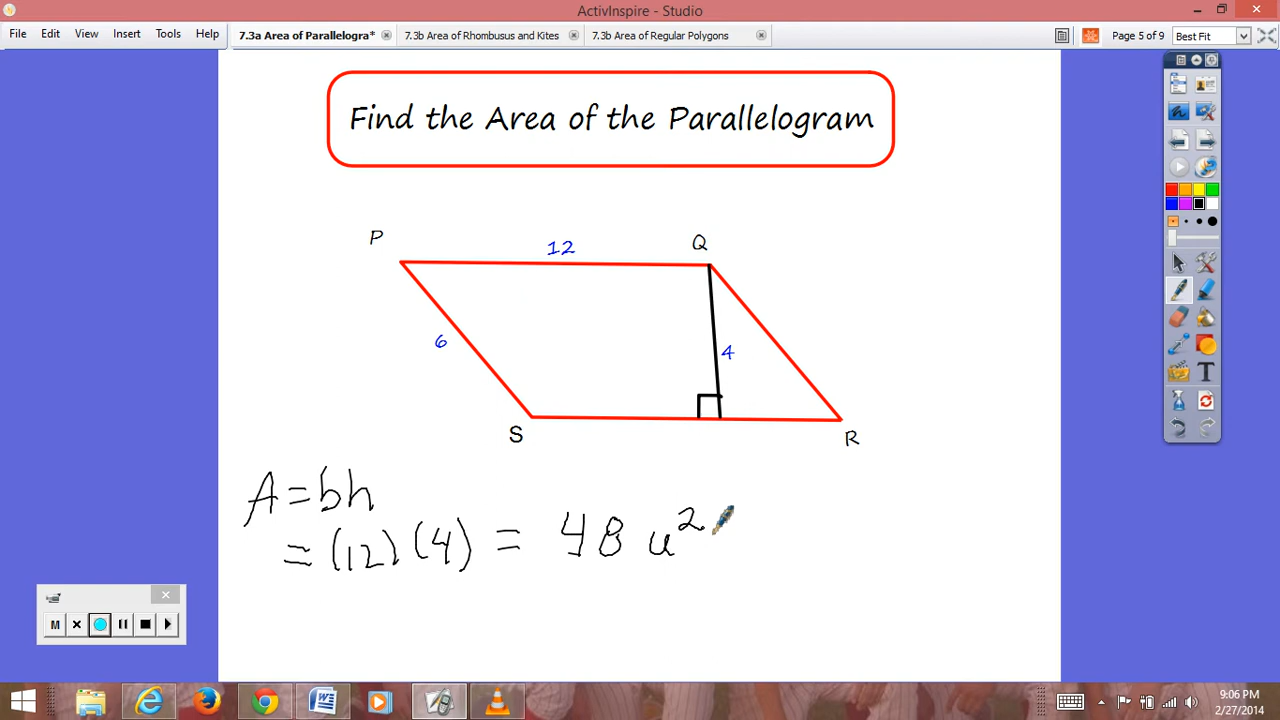 ActivInspire - Studio
File Edit View Insert Tools Help
7.3a Area of Parallelogra* 7.3b Area of Rhombusus and Kites 7.3b Area of Regular Polygons
Page 5 of 9 Best Fit
Find the Area of the Parallelogram
P 12 Q
6 4
S R
A = bh
= (12)(4) = 48 u²
M
T
9:06 PM
2/27/2014